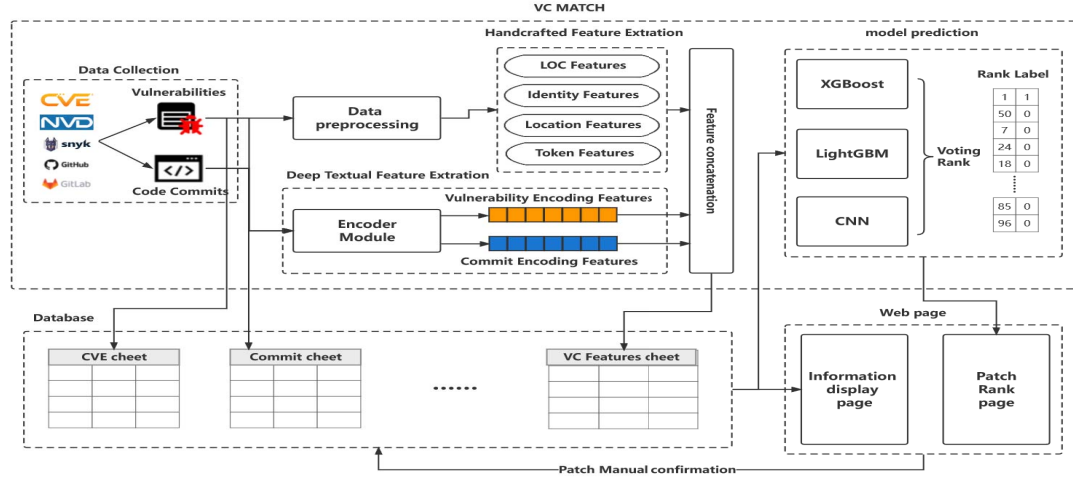 VC MATCH
Data Collection
CVE
NVD
snyk
GitHub
GitLab
Vulnerabilities
Code Commits
Data
preprocessing
Handcrafted Feature Extration
LOC Features
Identity Features
Location Features
Token Features
Deep Textual Feature Extration
Encoder
Module
Vulnerability Encoding Features
Commit Encoding Features
Feature concatenation
model prediction
XGBoost
LightGBM
CNN
Voting
Rank
Rank Label
1 1
50 0
7 0
24 0
18 0
......
85 0
96 0
Database
CVE cheet
Commit cheet
......
VC Features cheet
Web page
Information
display
page
Patch
Rank
page
Patch Manual confirmation